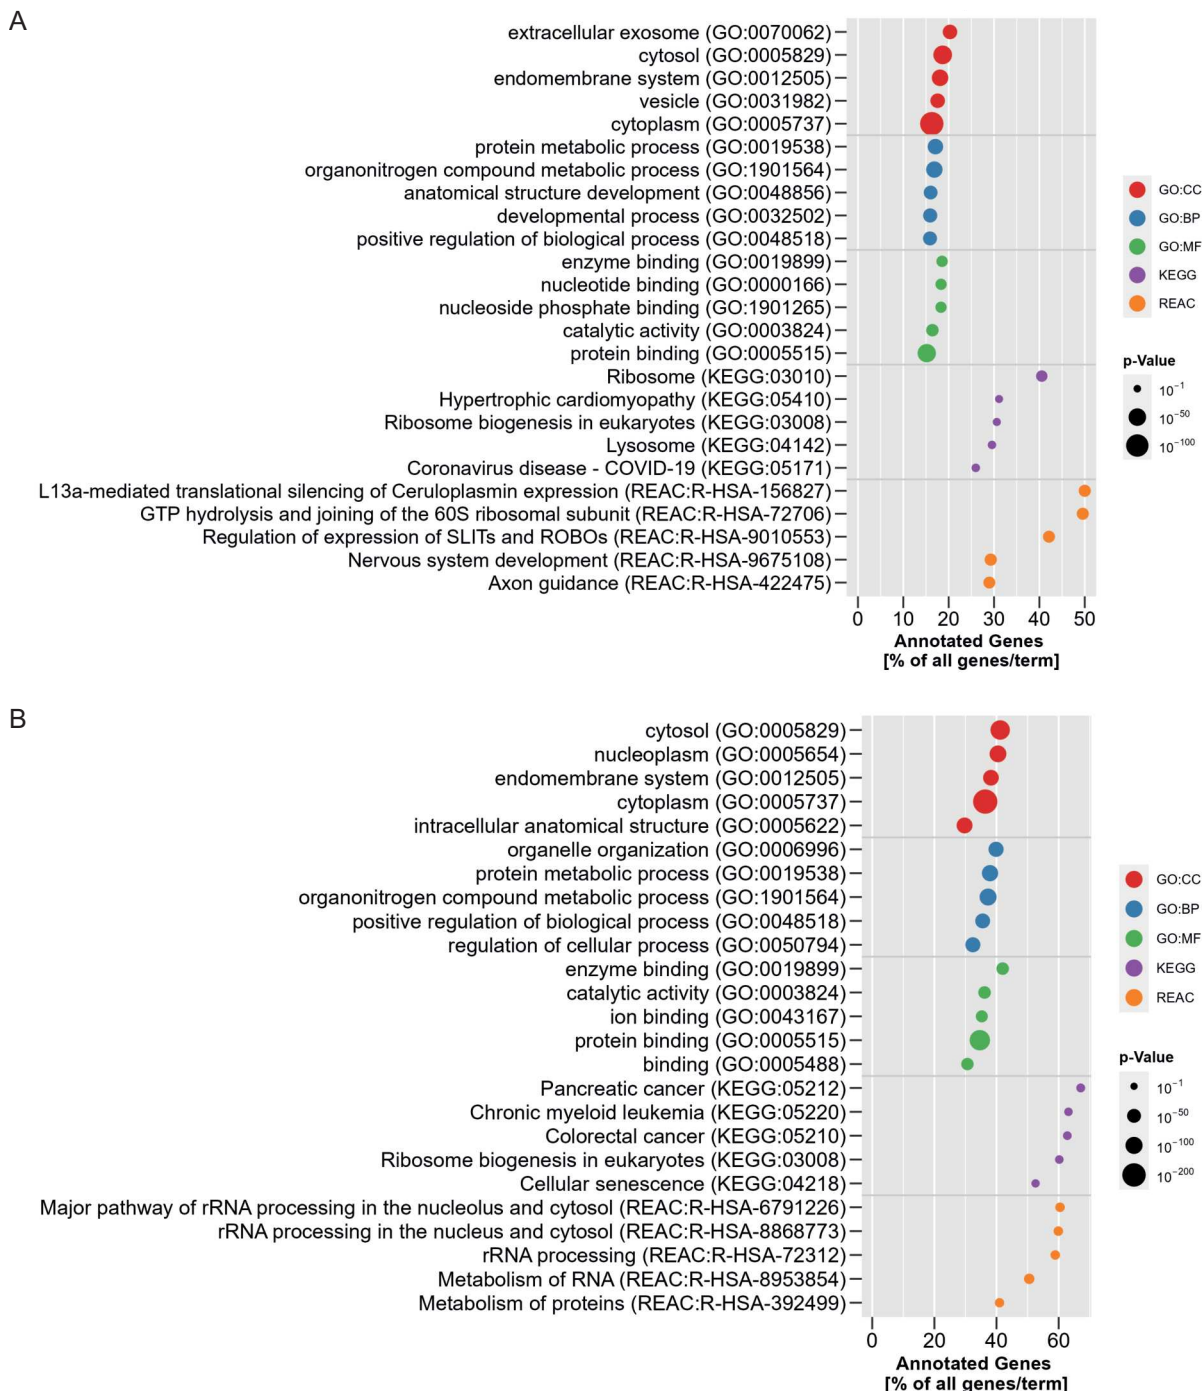 A
extracellular exosome (GO:0070062)
cytosol (GO:0005829)
endomembrane system (GO:0012505)
vesicle (GO:0031982)
cytoplasm (GO:0005737)
protein metabolic process (GO:0019538)
organonitrogen compound metabolic process (GO:1901564)
anatomical structure development (GO:0048856)
developmental process (GO:0032502)
positive regulation of biological process (GO:0048518)
enzyme binding (GO:0019899)
nucleotide binding (GO:0000166)
nucleoside phosphate binding (GO:1901265)
catalytic activity (GO:0003824)
protein binding (GO:0005515)
Ribosome (KEGG:03010)
Hypertrophic cardiomyopathy (KEGG:05410)
Ribosome biogenesis in eukaryotes (KEGG:03008)
Lysosome (KEGG:04142)
Coronavirus disease - COVID-19 (KEGG:05171)
L13a-mediated translational silencing of Ceruloplasmin expression (REAC:R-HSA-156827)
GTP hydrolysis and joining of the 60S ribosomal subunit (REAC:R-HSA-72706)
Regulation of expression of SLITs and ROBOs (REAC:R-HSA-9010553)
Nervous system development (REAC:R-HSA-9675108)
Axon guidance (REAC:R-HSA-422475)
0 10 20 30 40 50
Annotated Genes
[% of all genes/term]
GO:CC
GO:BP
GO:MF
KEGG
REAC
p-Value
10^-1
10^-50
10^-100
B
cytosol (GO:0005829)
nucleoplasm (GO:0005654)
endomembrane system (GO:0012505)
cytoplasm (GO:0005737)
intracellular anatomical structure (GO:0005622)
organelle organization (GO:0006996)
protein metabolic process (GO:0019538)
organonitrogen compound metabolic process (GO:1901564)
positive regulation of biological process (GO:0048518)
regulation of cellular process (GO:0050794)
enzyme binding (GO:0019899)
catalytic activity (GO:0003824)
ion binding (GO:0043167)
protein binding (GO:0005515)
binding (GO:0005488)
Pancreatic cancer (KEGG:05212)
Chronic myeloid leukemia (KEGG:05220)
Colorectal cancer (KEGG:05210)
Ribosome biogenesis in eukaryotes (KEGG:03008)
Cellular senescence (KEGG:04218)
Major pathway of rRNA processing in the nucleolus and cytosol (REAC:R-HSA-6791226)
rRNA processing in the nucleus and cytosol (REAC:R-HSA-8868773)
rRNA processing (REAC:R-HSA-72312)
Metabolism of RNA (REAC:R-HSA-8953854)
Metabolism of proteins (REAC:R-HSA-392499)
0 20 40 60
Annotated Genes
[% of all genes/term]
GO:CC
GO:BP
GO:MF
KEGG
REAC
p-Value
10^-1
10^-50
10^-100
10^-200